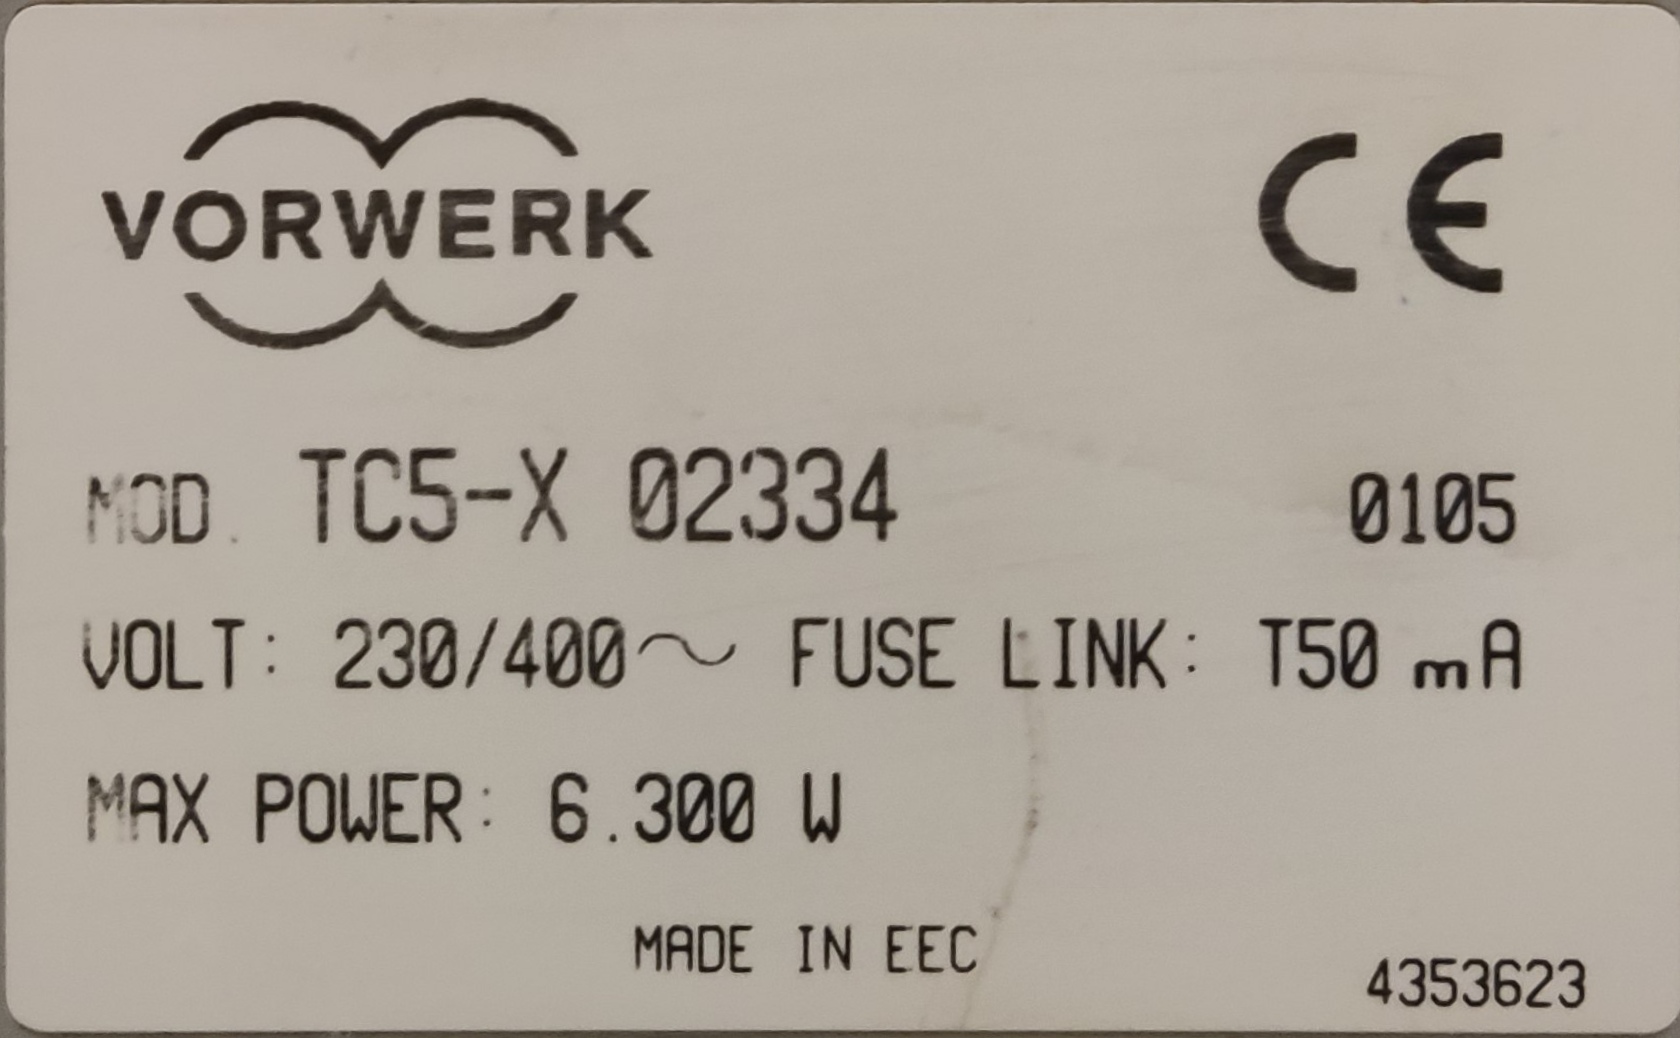 VORWERK
CE
MOD. TC5-X 02334 0105
VOLT: 230/400~ FUSE LINK: T50 mA
MAX POWER: 6.300 W
MADE IN EEC
4353623